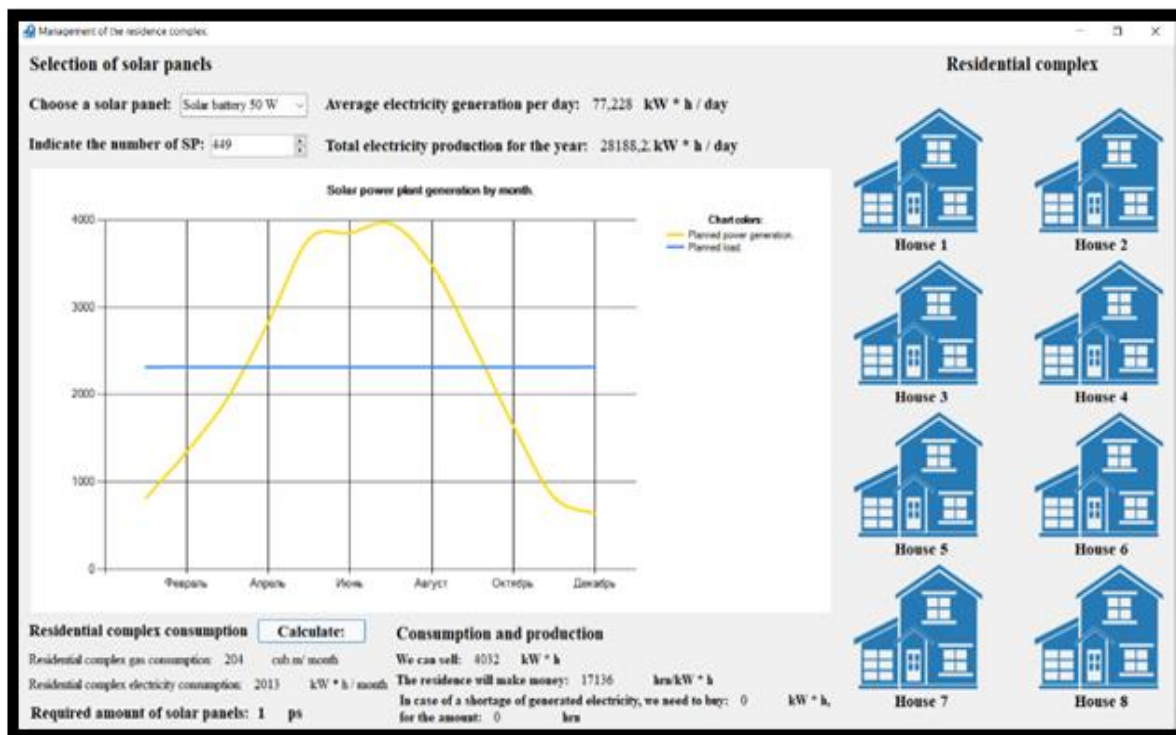 Management of the residence complex.
Selection of solar panels
Choose a solar panel: Solar battery 50 W
Average electricity generation per day: 77,228 kW * h / day
Indicate the number of SP: 449
Total electricity production for the year: 28188,2 kW * h / day
Solar power plant generation by month.
Chart colors:
Planned power generation.
Planned load.
4000
3000
2000
1000
0
Февраль Апрель Июнь Август Октябрь Декабрь
Residential complex consumption Calculate:
Residential complex gas consumption: 204 cub.m/ month
Residential complex electricity consumption: 2013 kW * h / month
Required amount of solar panels: 1 ps
Consumption and production
We can sell: 4032 kW * h
The residence will make money: 17136 hrn/kW * h
In case of a shortage of generated electricity, we need to buy: 0 kW * h,
for the amount: 0 hrn
Residential complex
House 1 House 2
House 3 House 4
House 5 House 6
House 7 House 8